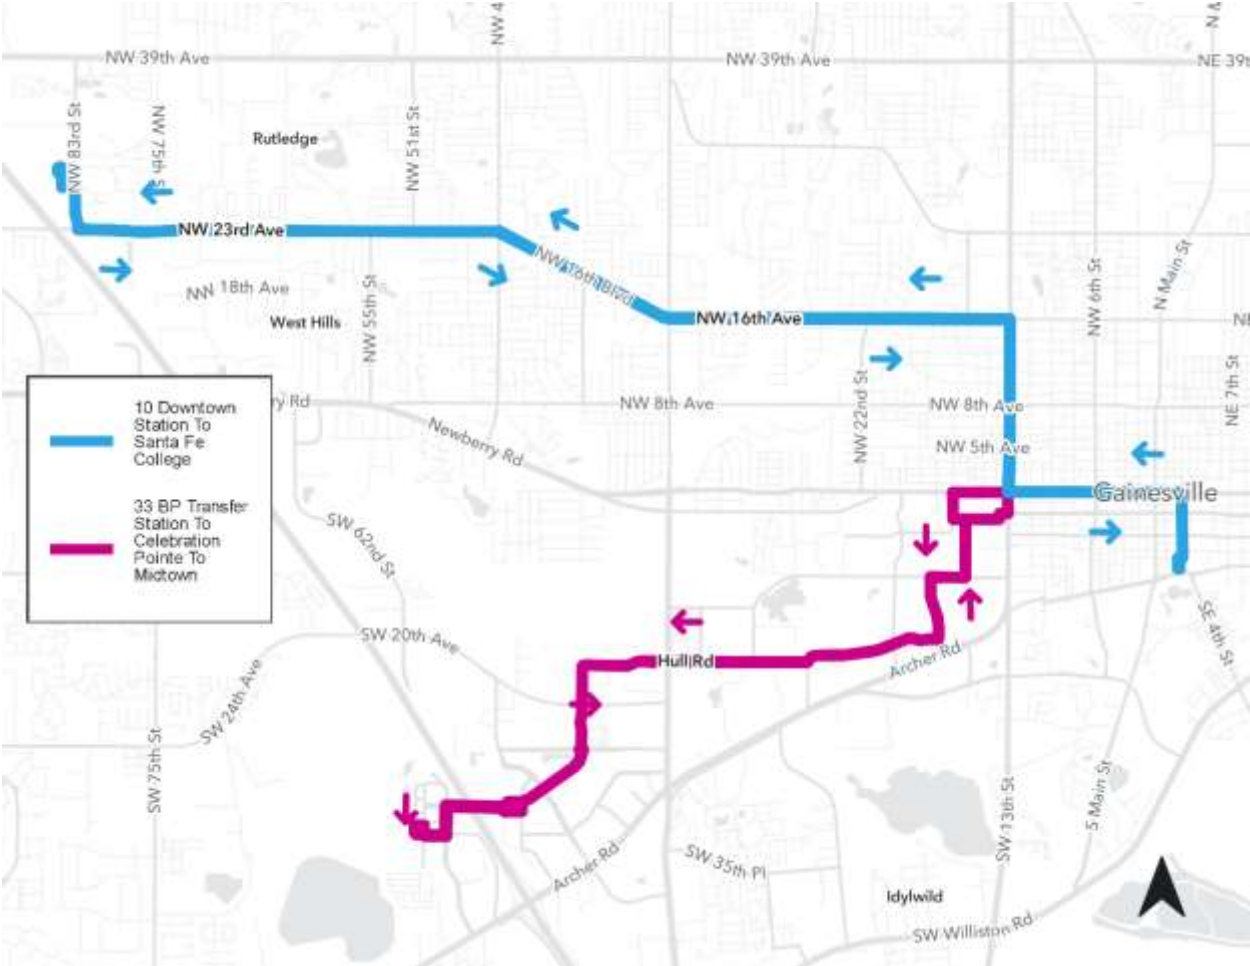 NW 4
N M
NW 39th Ave
NW 39th Ave
NE 39t
NW 83rd St
NW 75th S
Rutledge
NW 51st St
NW 23rd Ave
NW 16th Blvd
N Main St
NW 18th Ave
NW 55th St
NW 6th St
West Hills
NW 16th Ave
NE
ry Rd
NW 8th Ave
NW 22nd St
NW 8th Ave
NE 7th St
Newberry Rd
NW 5th Ave
Gainesville
10 Downtown
Station To
Santa Fe
College
33 BP Transfer
Station To
Celebration
Pointe To
Midtown
SW 62nd St
SW 20th Ave
Hull Rd
Archer Rd
SE 4th St
SW 24th Ave
SW 75th St
SW 13th St
S Main St
Archer Rd
SW 35th Pl
Idylwild
SW Williston Rd